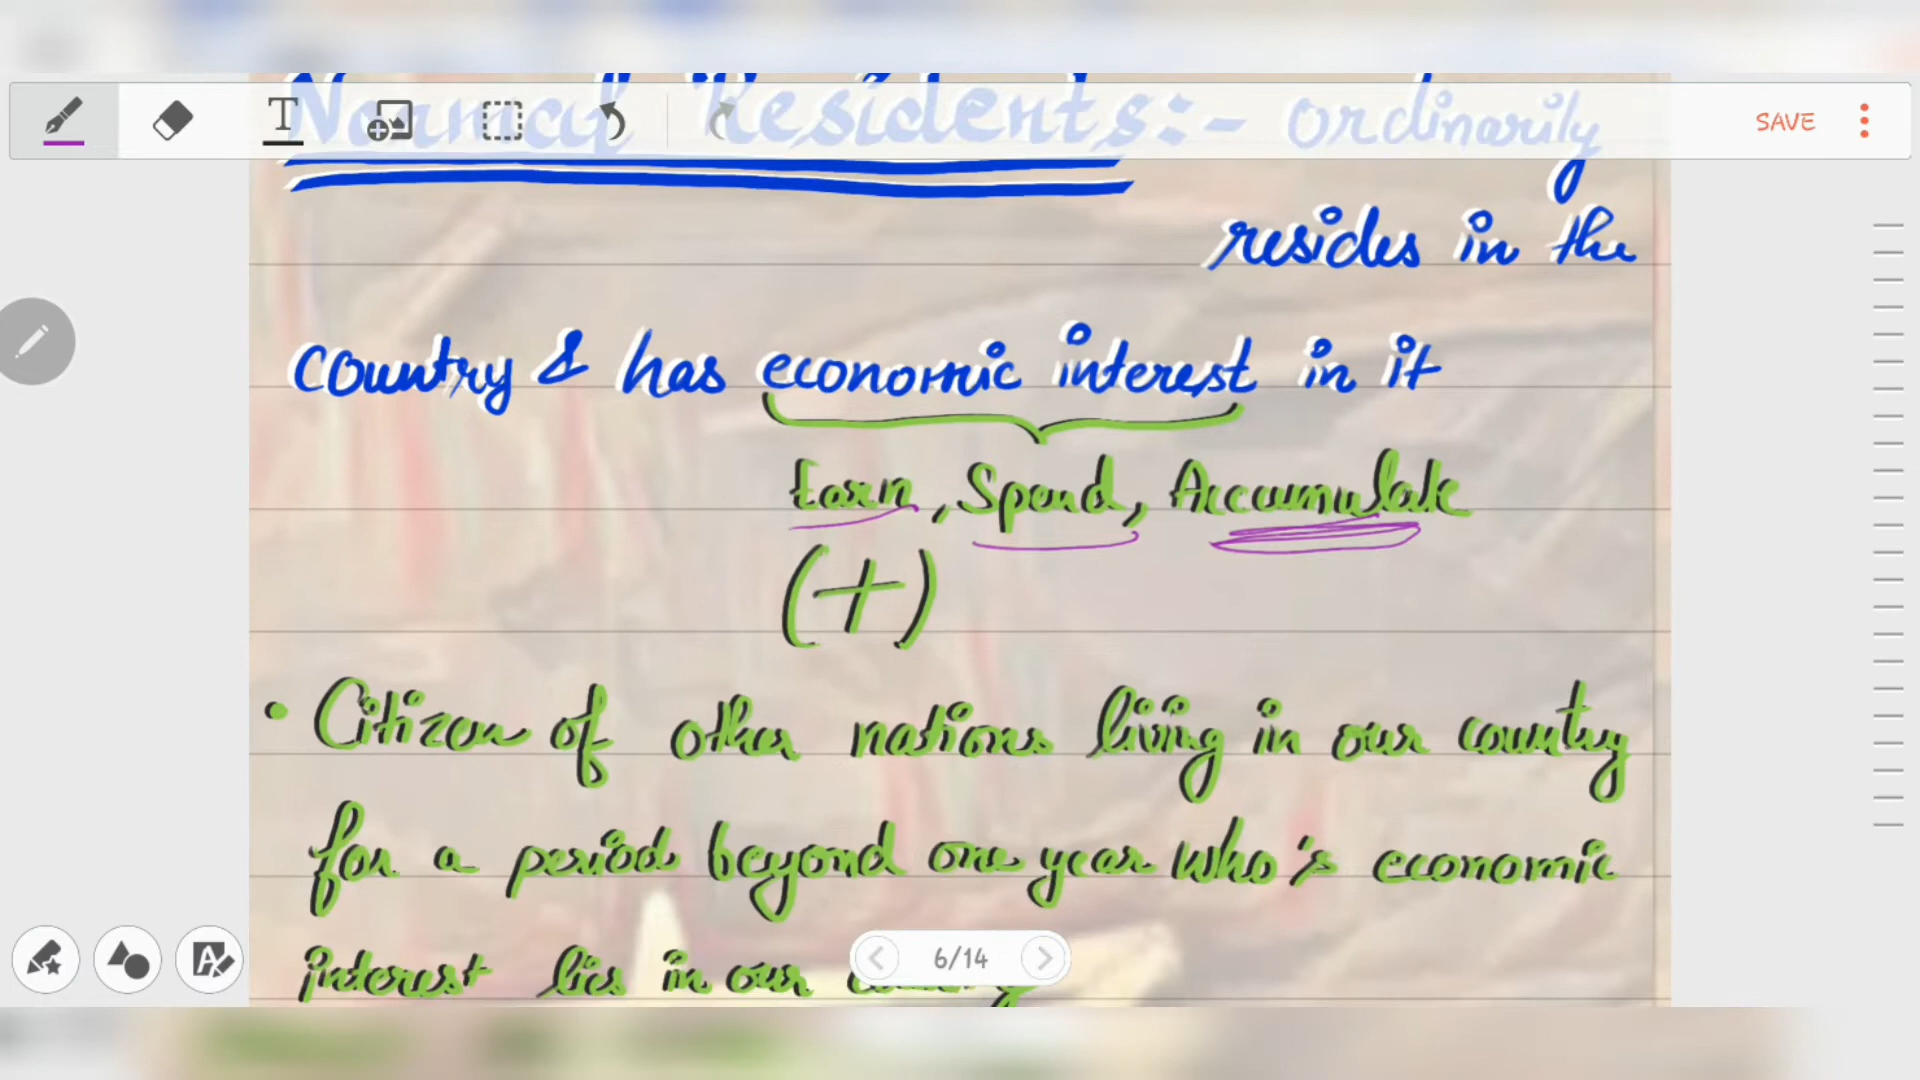 Normal Residents:- Ordinarily
T
SAVE
resides in the
Country & has economic interest in it
Earn, Spend, Accumulate
(+)
• Citizen of other nations living in our country
for a period beyond one year who's economic
interest lies in our country
6/14
A